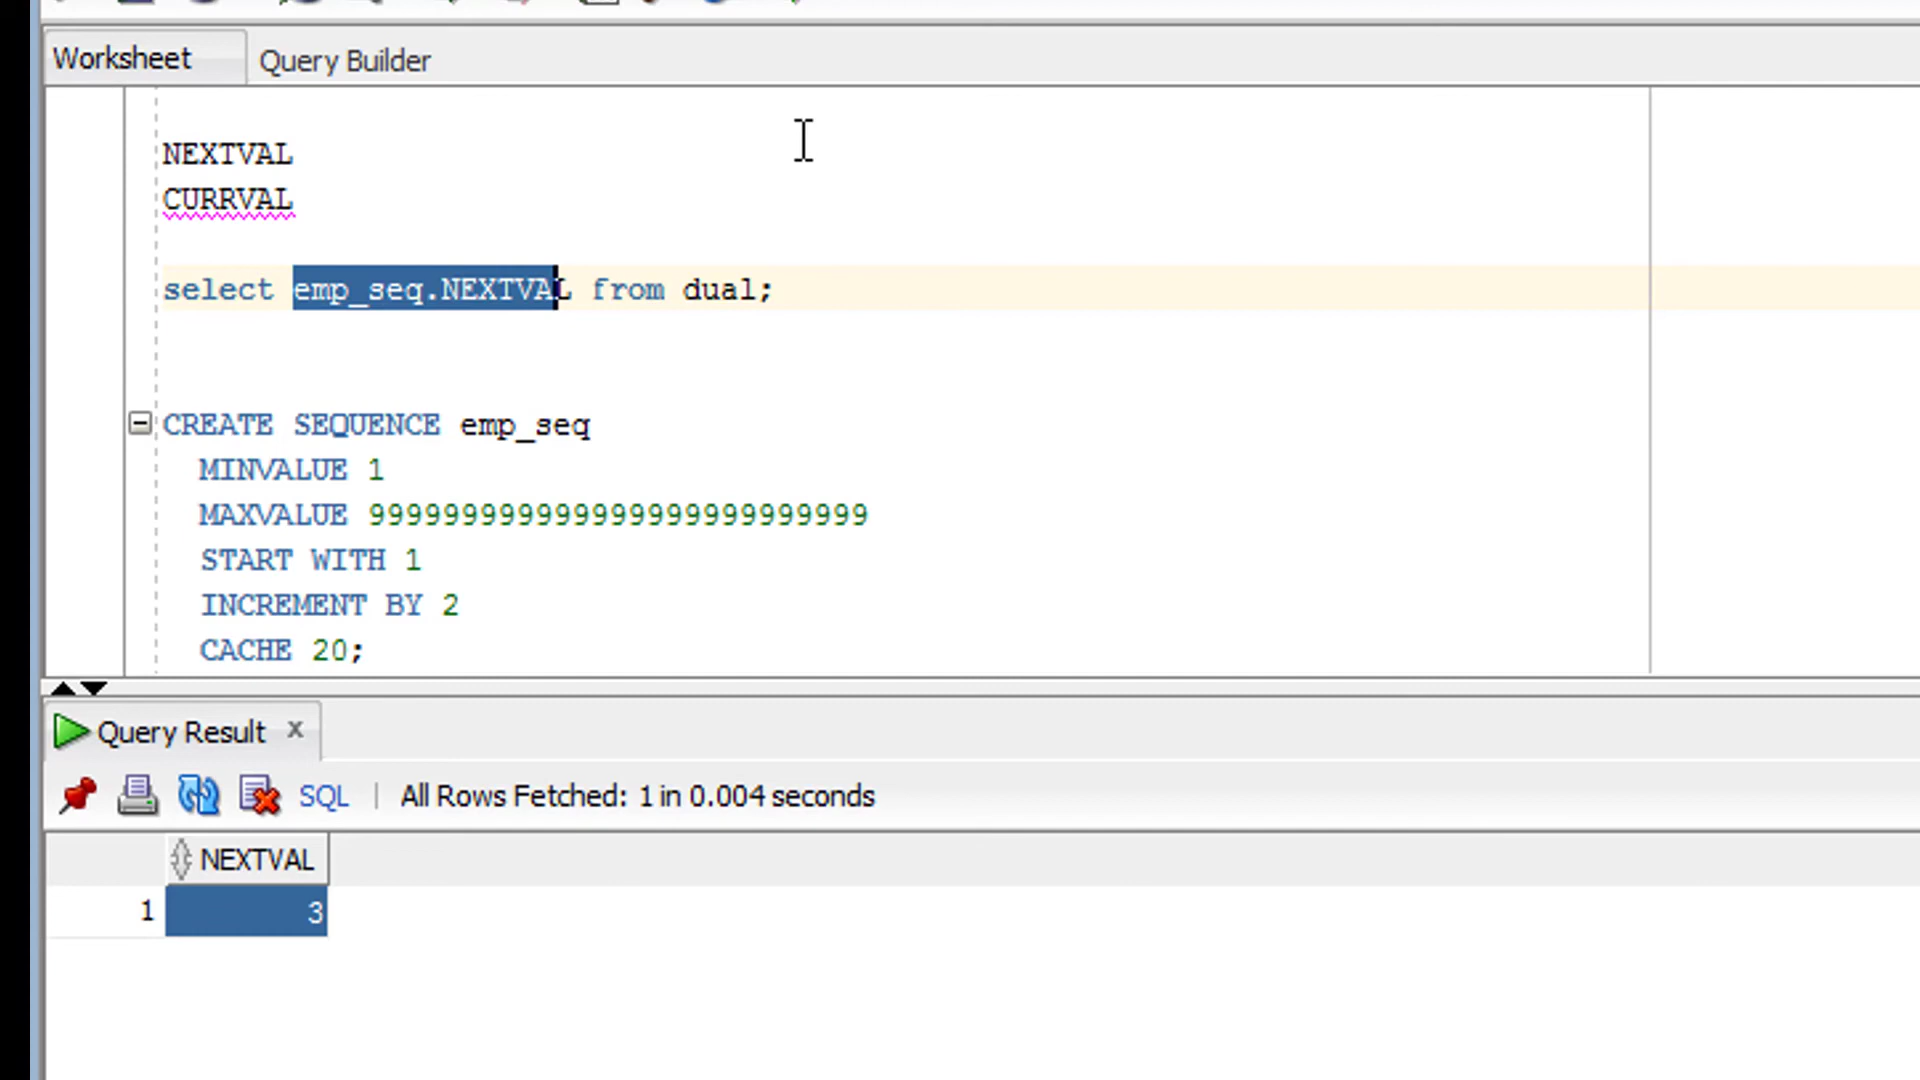 Worksheet Query Builder
NEXTVAL
CURRVAL
select emp_seq.NEXTVAL from dual;
CREATE SEQUENCE emp_seq
MINVALUE 1
MAXVALUE 999999999999999999999999999
START WITH 1
INCREMENT BY 2
CACHE 20;
Query Result x
SQL | All Rows Fetched: 1 in 0.004 seconds
NEXTVAL
1 3